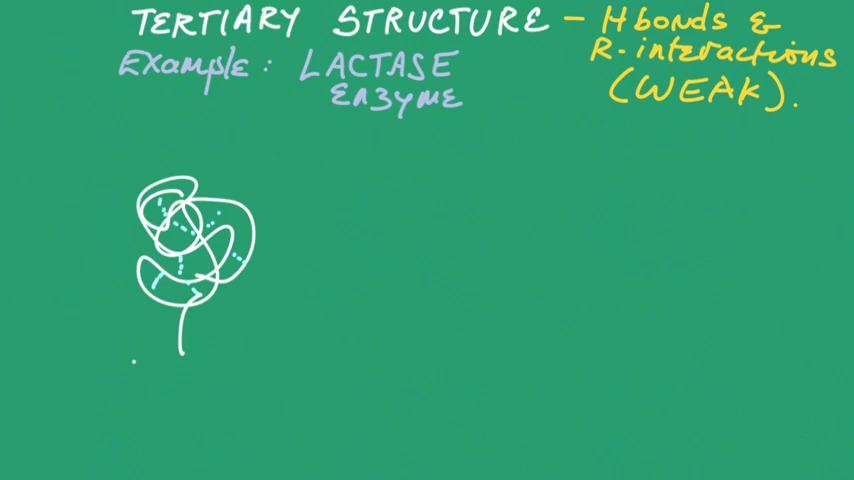 TERTIARY STRUCTURE - H bonds &
R-interactions
(WEAK).
Example: LACTASE
ENZYME